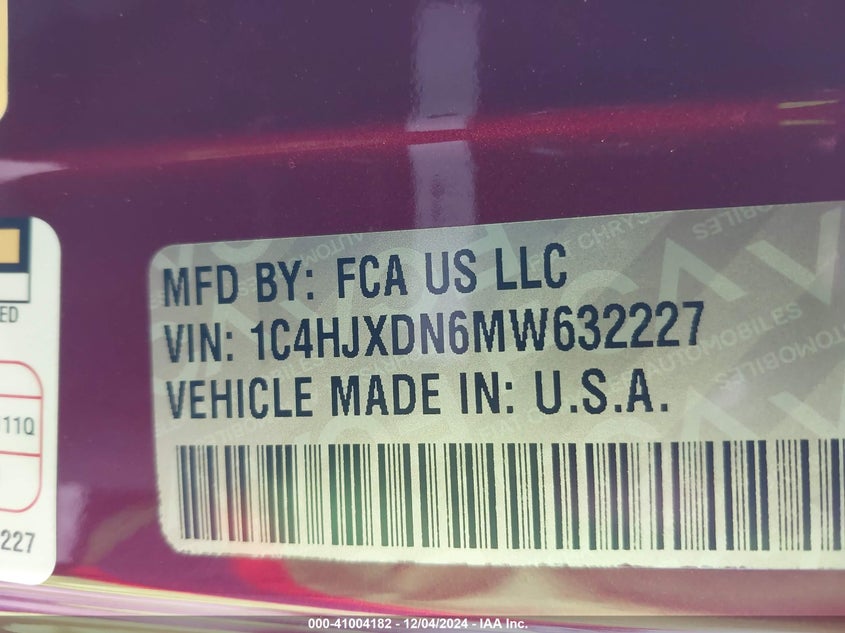 MFD BY: FCA US LLC
VIN: 1C4HJXDN6MW632227
VEHICLE MADE IN: U.S.A.
ED
11Q
227
000-41004182 - 12/04/2024 - IAA Inc.